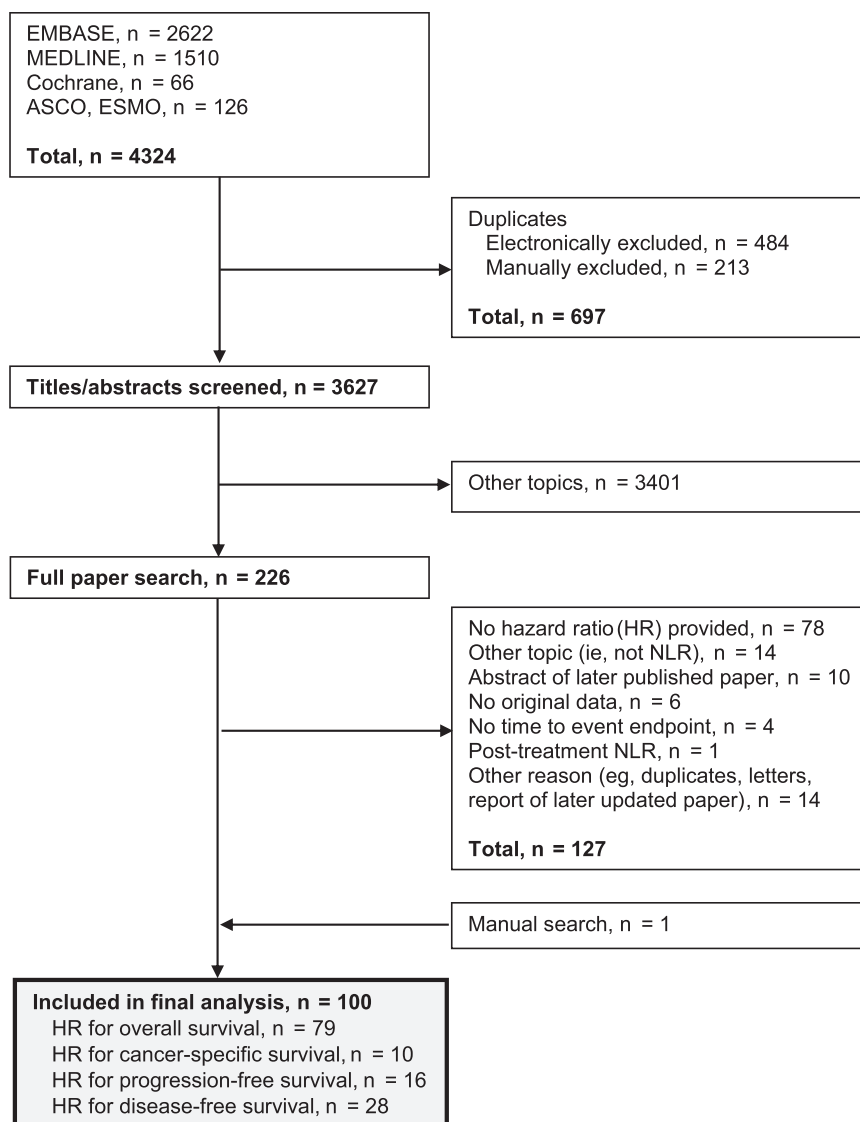 EMBASE, n = 2622
MEDLINE, n = 1510
Cochrane, n = 66
ASCO, ESMO, n = 126
Total, n = 4324
Duplicates
Electronically excluded, n = 484
Manually excluded, n = 213
Total, n = 697
Titles/abstracts screened, n = 3627
Other topics, n = 3401
Full paper search, n = 226
No hazard ratio (HR) provided, n = 78
Other topic (ie, not NLR), n = 14
Abstract of later published paper, n = 10
No original data, n = 6
No time to event endpoint, n = 4
Post-treatment NLR, n = 1
Other reason (eg, duplicates, letters,
report of later updated paper), n = 14
Total, n = 127
Manual search, n = 1
Included in final analysis, n = 100
HR for overall survival, n = 79
HR for cancer-specific survival, n = 10
HR for progression-free survival, n = 16
HR for disease-free survival, n = 28